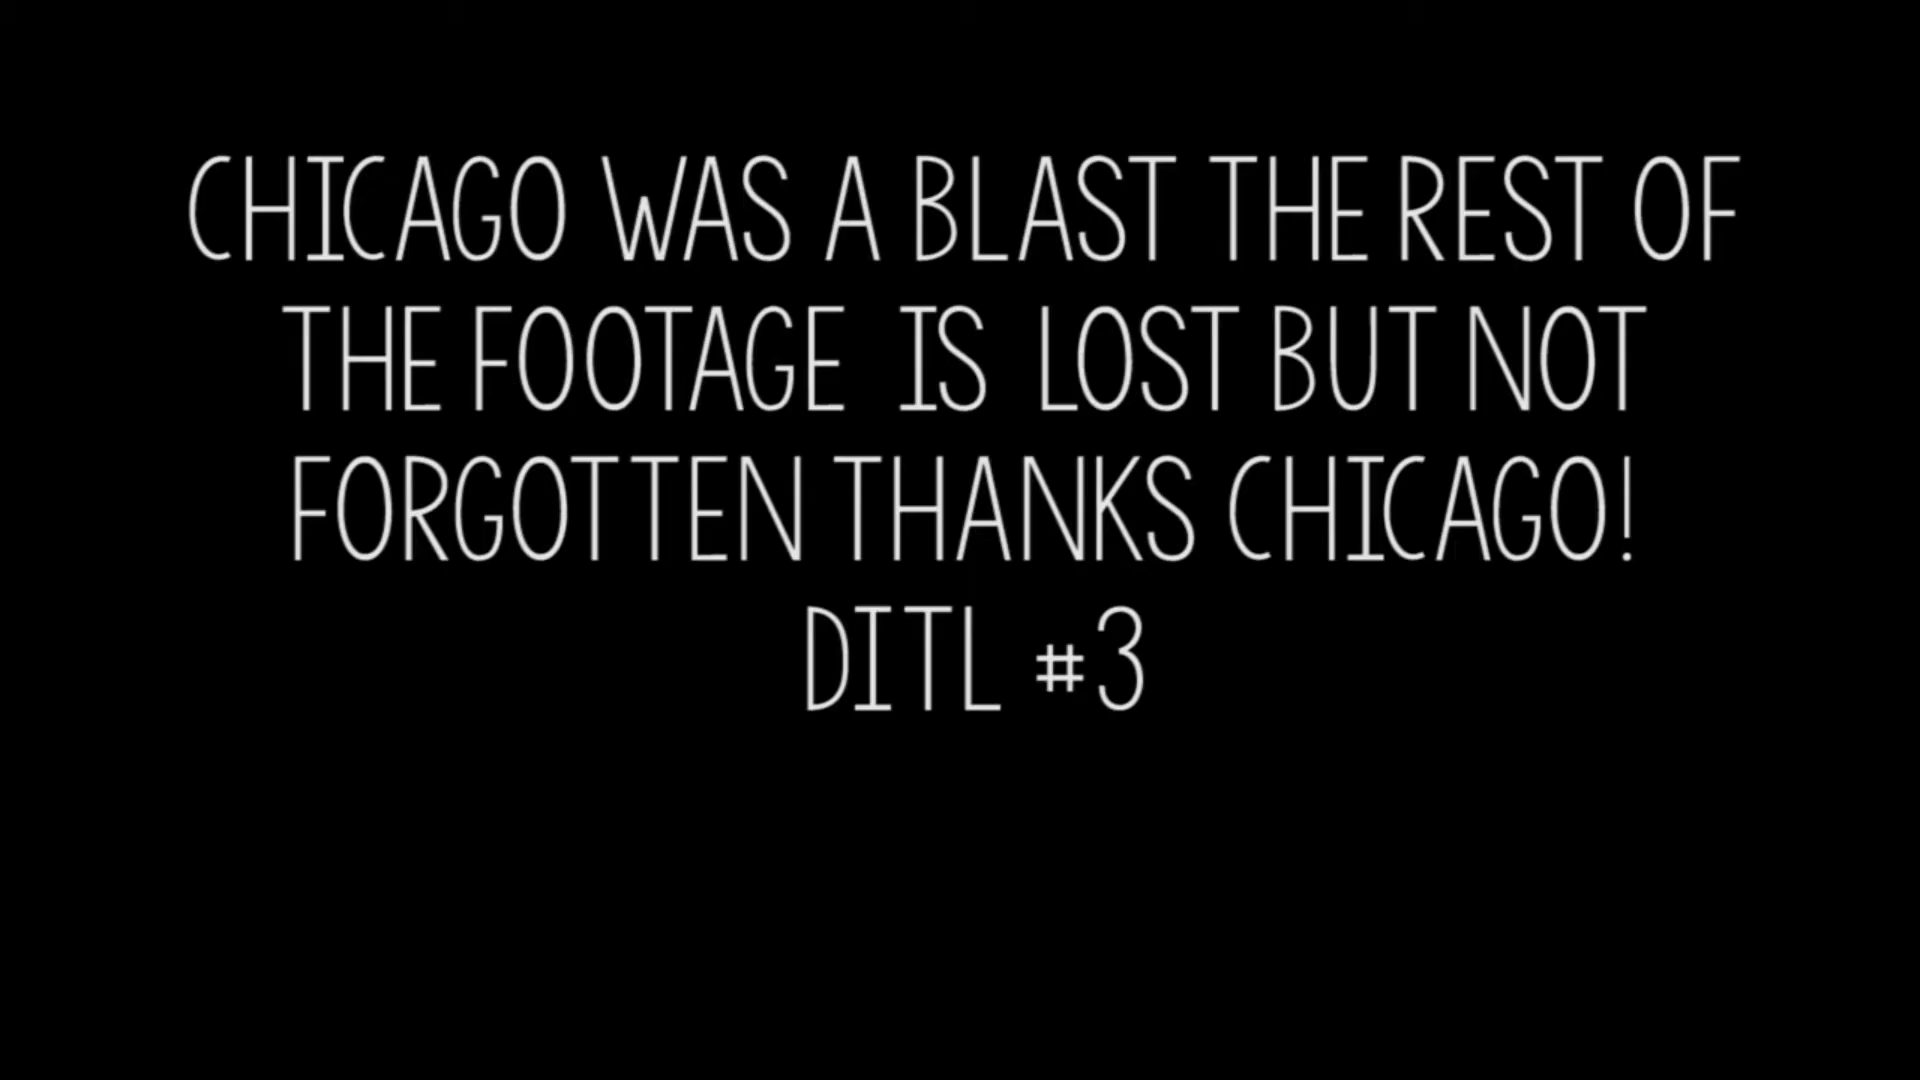 CHICAGO WAS A BLAST THE REST OF
THE FOOTAGE IS LOST BUT NOT
FORGOTTEN THANKS CHICAGO!
DITL #3